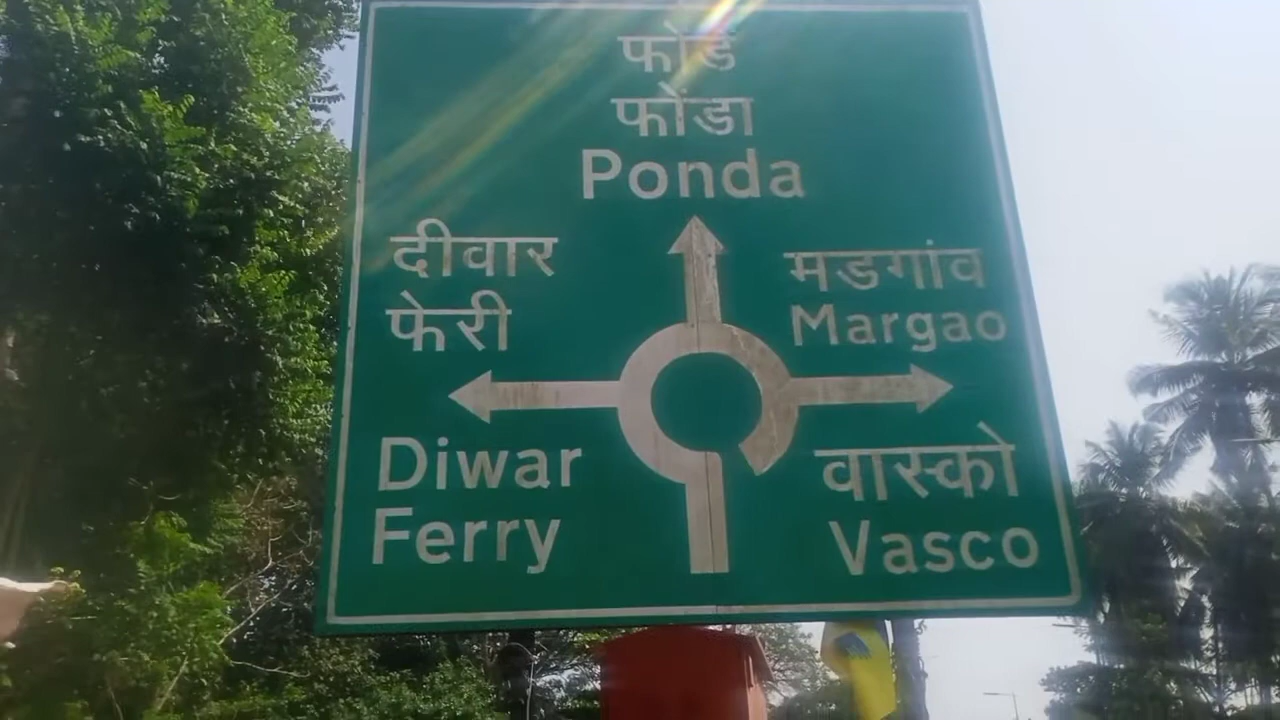 फोंडें
फोंडा
Ponda
दीवार
फेरी
मडगांव
Margao
Diwar
Ferry
वास्को
Vasco